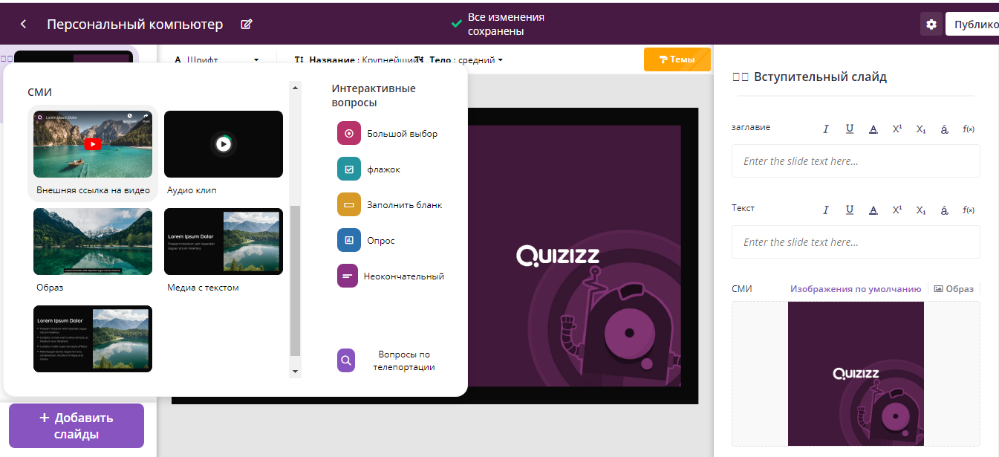 Персональный компьютер
Все изменения
сохранены
Публико
A Шрифт
Название : Крупнейший
Тело : средний
Темы
СМИ
Lorem Ipsum Dolor
Внешняя ссылка на видео
Аудио клип
Образ
Lorem Ipsum Dolor
Медиа с текстом
Lorem Ipsum Dolor
Интерактивные
вопросы
Большой выбор
флажок
Заполнить бланк
Опрос
Неокончательный
Вопросы по
телепортации
+ Добавить
слайды
Quizizz
Вступительный слайд
заглавие
I U A X¹ X₁ á f(x)
Enter the slide text here...
Текст
I U A X¹ X₁ á f(x)
Enter the slide text here...
СМИ
Изображения по умолчанию
Образ
Quizizz